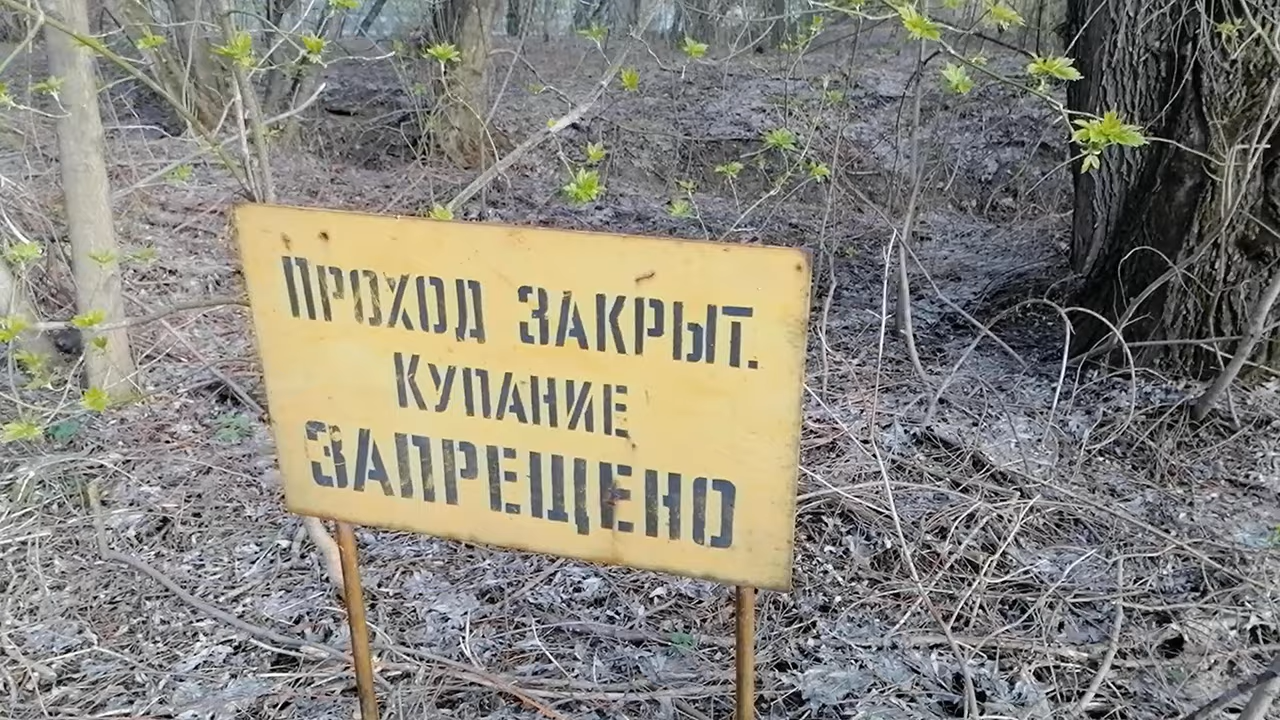 Проход закрыт.
Купание
запрещено